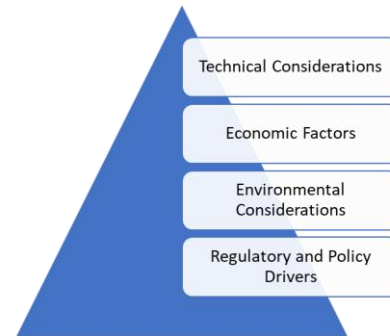 Technical Considerations
Economic Factors
Environmental
Considerations
Regulatory and Policy
Drivers